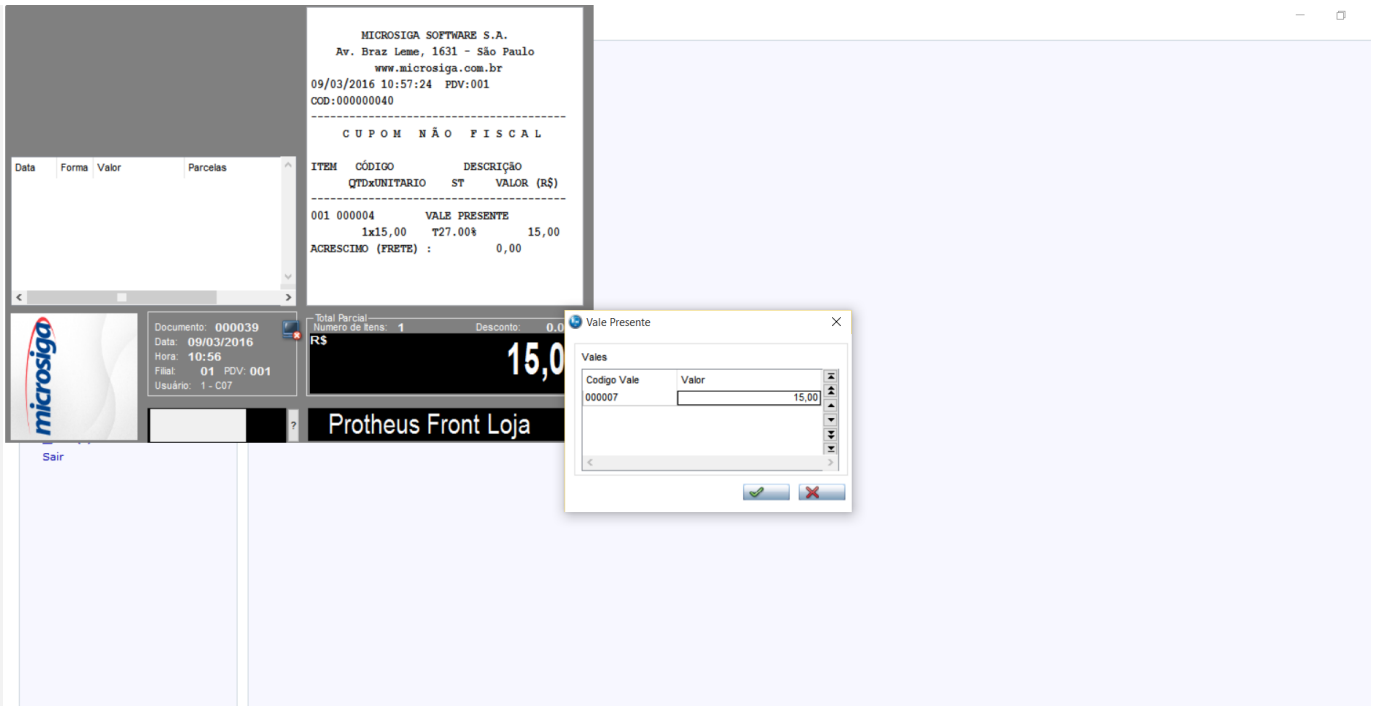 MICROSIGA SOFTWARE S.A.
Av. Braz Leme, 1631 - São Paulo
www.microsiga.com.br
09/03/2016 10:57:24 PDV:001
COD:000000040
----------------------------------------
C U P O M N Ã O F I S C A L
ITEM CÓDIGO DESCRIÇãO
QTDxUNITARIO ST VALOR (R$)
----------------------------------------
001 000004 VALE PRESENTE
1x15,00 T27.00% 15,00
ACRESCIMO (FRETE) : 0,00
Data Forma Valor Parcelas
microsiga
Documento: 000039
Data: 09/03/2016
Hora: 10:56
Filial: 01 PDV: 001
Usuário: 1 - C07
?
Total Parcial
Numero de Itens: 1 Desconto: 0.0
R$
15,0
Protheus Front Loja
Vale Presente
Vales
Codigo Vale Valor
000007 15,00
Sair